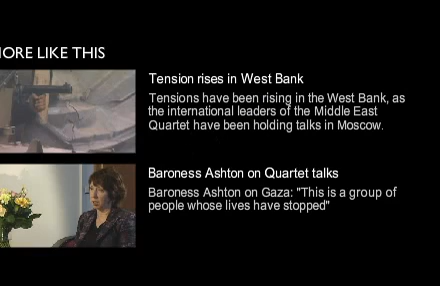 MORE LIKE THIS
Tension rises in West Bank
Tensions have been rising in the West Bank, as
the international leaders of the Middle East
Quartet have been holding talks in Moscow.
Baroness Ashton on Quartet talks
Baroness Ashton on Gaza: "This is a group of
people whose lives have stopped"